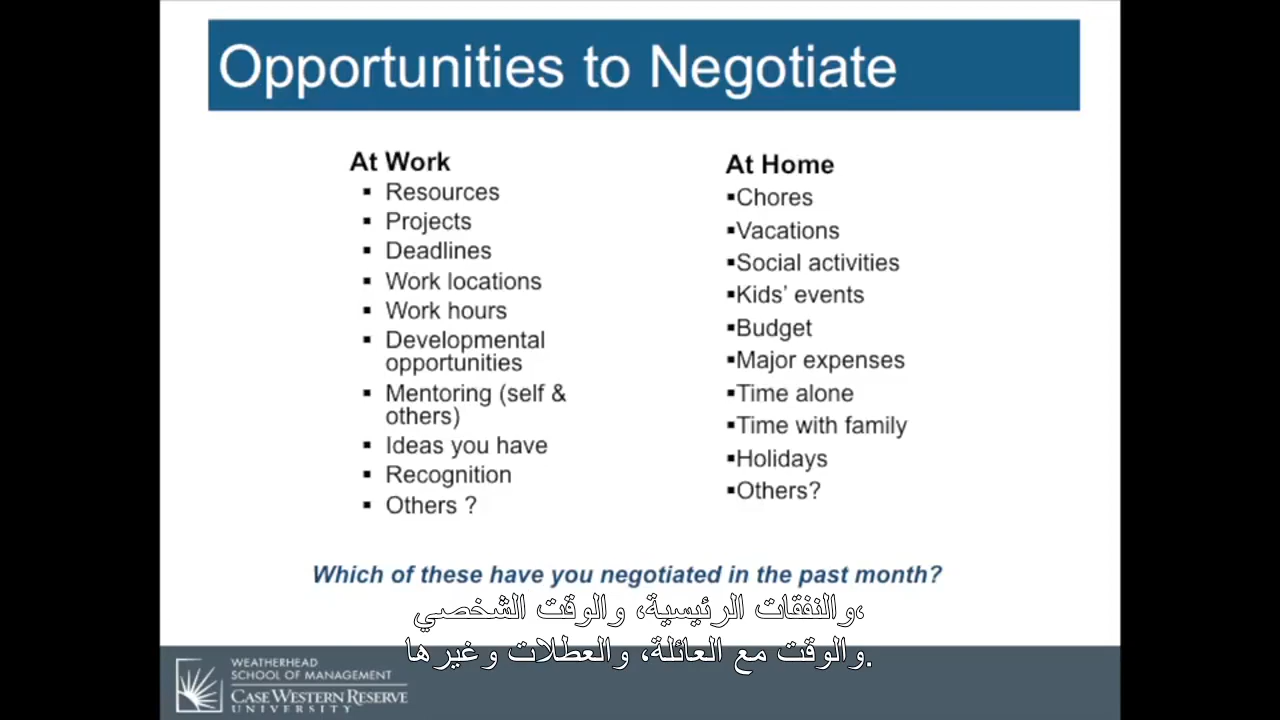 Opportunities to Negotiate
At Work
▪ Resources
▪ Projects
▪ Deadlines
▪ Work locations
▪ Work hours
▪ Developmental
opportunities
▪ Mentoring (self &
others)
▪ Ideas you have
▪ Recognition
▪ Others ?
At Home
▪Chores
▪Vacations
▪Social activities
▪Kids' events
▪Budget
▪Major expenses
▪Time alone
▪Time with family
▪Holidays
▪Others?
Which of these have you negotiated in the past month?
والنفقات الرئيسية، والوقت الشخصي،
والوقت مع العائلة، والعطلات وغيرها.
WEATHERHEAD
SCHOOL OF MANAGEMENT
CASE WESTERN RESERVE
UNIVERSITY